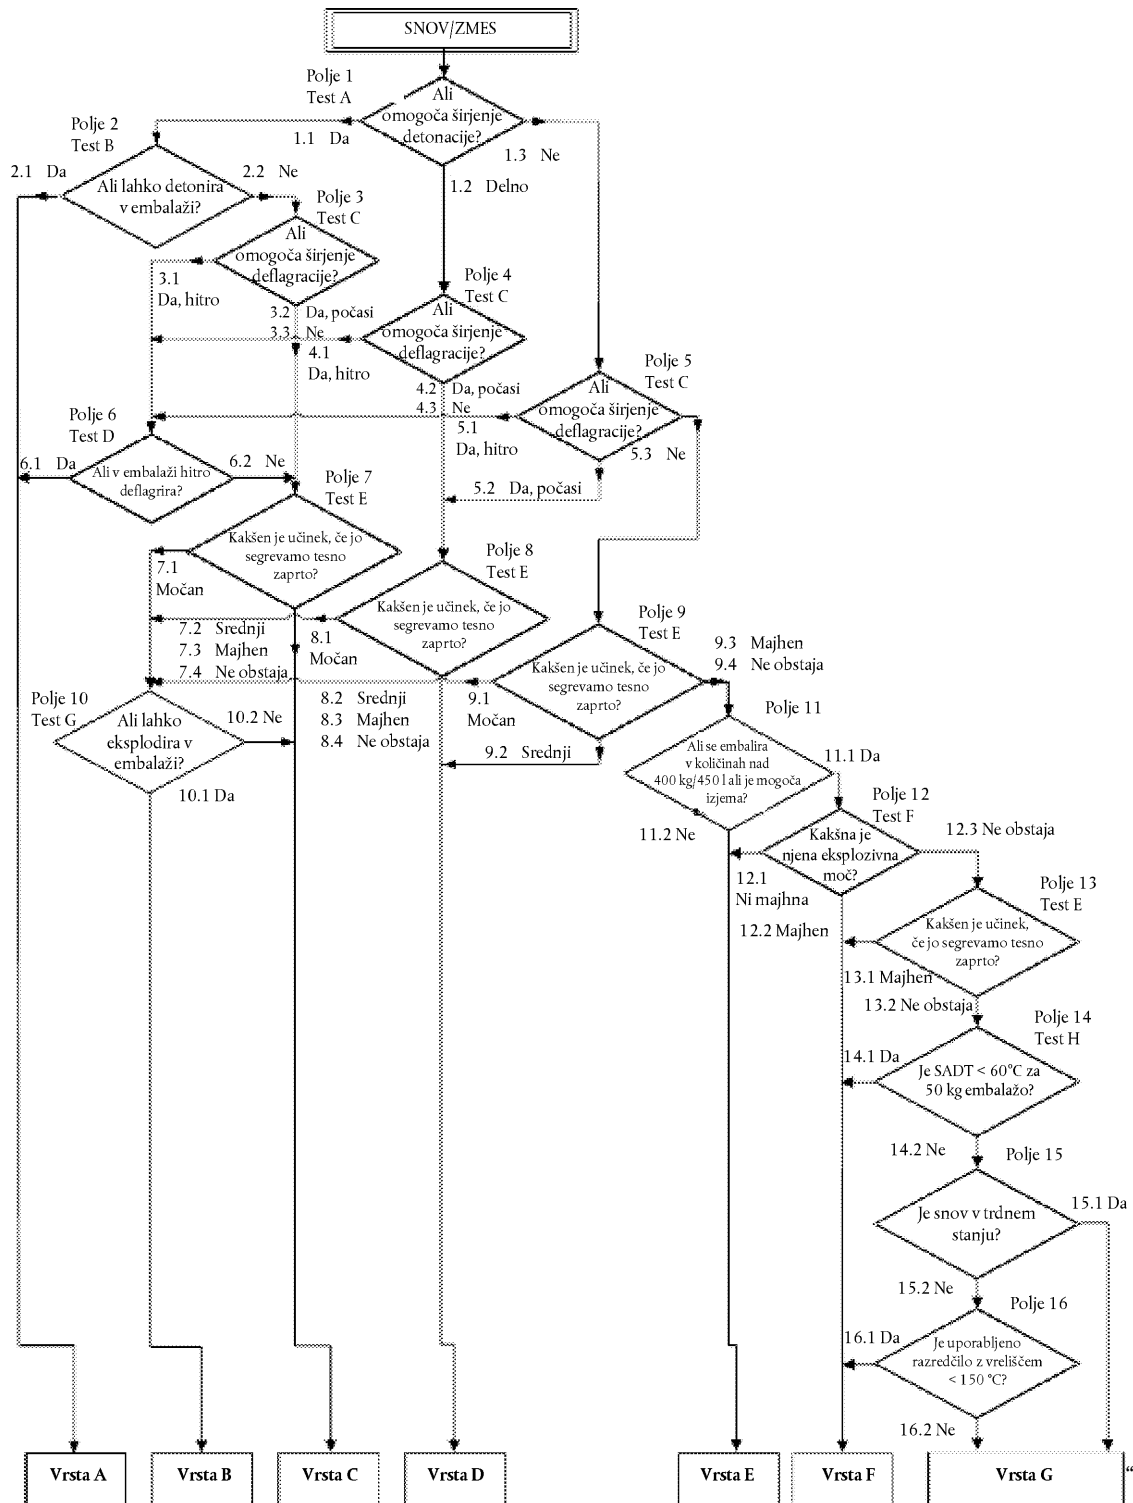 SNOV/ZMES
Polje 1
Test A
Ali
omogoča širjenje
detonacije?
1.1 Da
1.3 Ne
1.2 Delno
Polje 2
Test B
2.1 Da
2.2 Ne
Ali lahko detonira
v embalaži?
Polje 3
Test C
Ali
omogoča širjenje
deflagracije?
3.1
Da, hitro
3.2 Da, počasi
3.3 Ne
Polje 4
Test C
Ali
omogoča širjenje
deflagracije?
4.1
Da, hitro
4.2 Da, počasi
4.3 Ne
Polje 5
Test C
Ali
omogoča širjenje
deflagracije?
5.1
Da, hitro
5.3 Ne
5.2 Da, počasi
Polje 6
Test D
6.1 Da
6.2 Ne
Ali v embalaži hitro
deflagrira?
Polje 7
Test E
Kakšen je učinek, če jo
segrevamo tesno
zaprto?
7.1
Močan
7.2 Srednji
7.3 Majhen
7.4 Ne obstaja
Polje 8
Test E
Kakšen je učinek, če jo
segrevamo tesno
zaprto?
8.1
Močan
8.2 Srednji
8.3 Majhen
8.4 Ne obstaja
Polje 9
Test E
Kakšen je učinek, če jo
segrevamo tesno
zaprto?
9.1
Močan
9.2 Srednji
9.3 Majhen
9.4 Ne obstaja
Polje 10
Test G
Ali lahko
eksplodira v
embalaži?
10.2 Ne
10.1 Da
Polje 11
Ali se embalira
v količinah nad
400 kg/450 l ali je mogoča
izjema?
11.1 Da
11.2 Ne
Polje 12
Test F
Kakšna je
njena eksplozivna
moč?
12.3 Ne obstaja
12.1
Ni majhna
12.2 Majhen
Polje 13
Test E
Kakšen je učinek,
če jo segrevamo tesno
zaprto?
13.1 Majhen
13.2 Ne obstaja
Polje 14
Test H
14.1 Da
Je SADT < 60°C za
50 kg embalažo?
14.2 Ne
Polje 15
15.1 Da
Je snov v trdnem
stanju?
15.2 Ne
Polje 16
16.1 Da
Je uporabljeno
razredčilo z vreliščem
< 150 °C?
16.2 Ne
Vrsta A
Vrsta B
Vrsta C
Vrsta D
Vrsta E
Vrsta F
Vrsta G
“